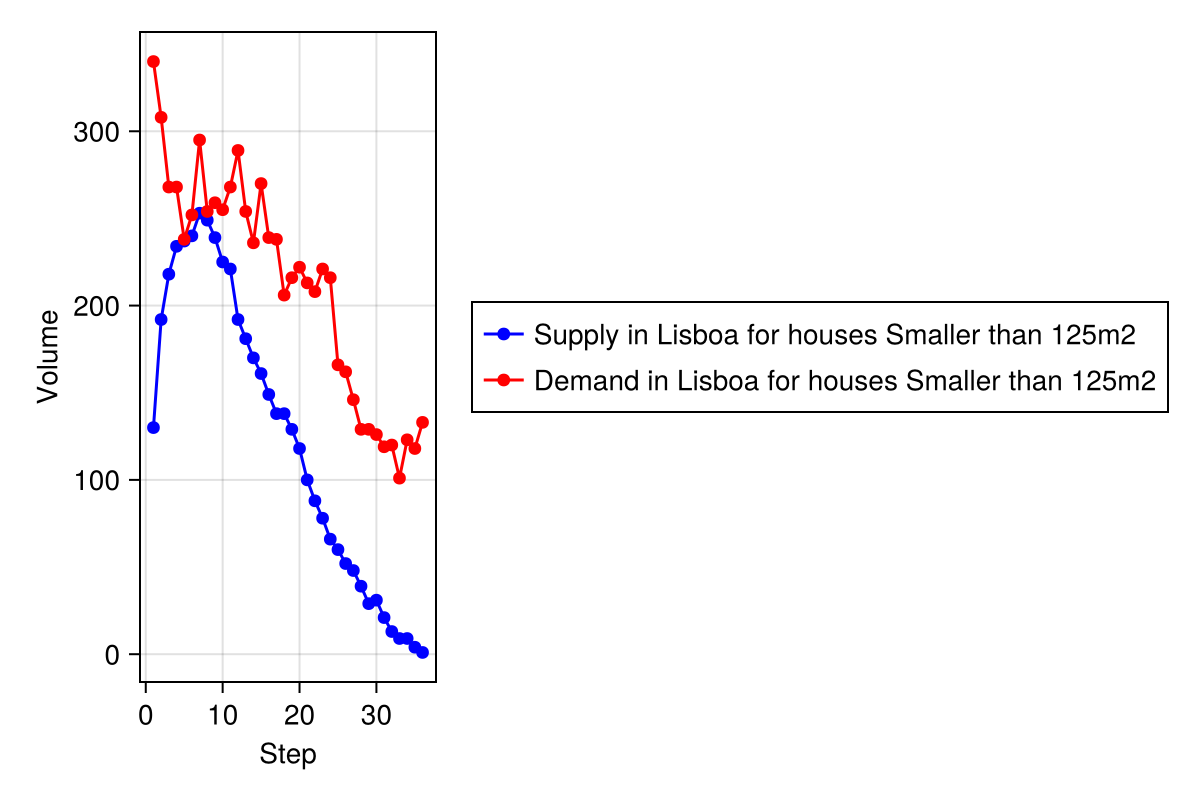 Volume
300
200
100
0
0 10 20 30
Step
Supply in Lisboa for houses Smaller than 125m2
Demand in Lisboa for houses Smaller than 125m2